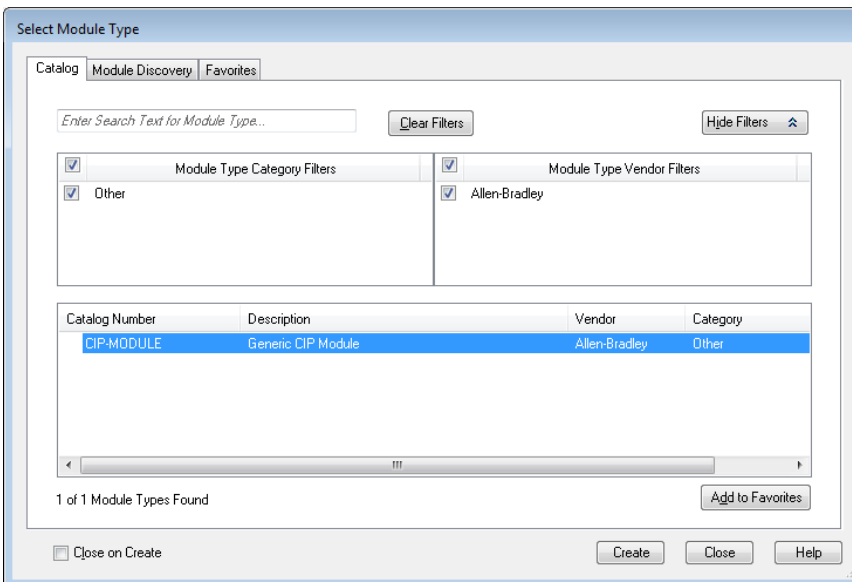 Select Module Type
Catalog Module Discovery Favorites
Enter Search Text for Module Type... Clear Filters Hide Filters
Module Type Category Filters Module Type Vendor Filters
Other Allen-Bradley
Catalog Number Description Vendor Category
CIP-MODULE Generic CIP Module Allen-Bradley Other
1 of 1 Module Types Found Add to Favorites
Close on Create Create Close Help